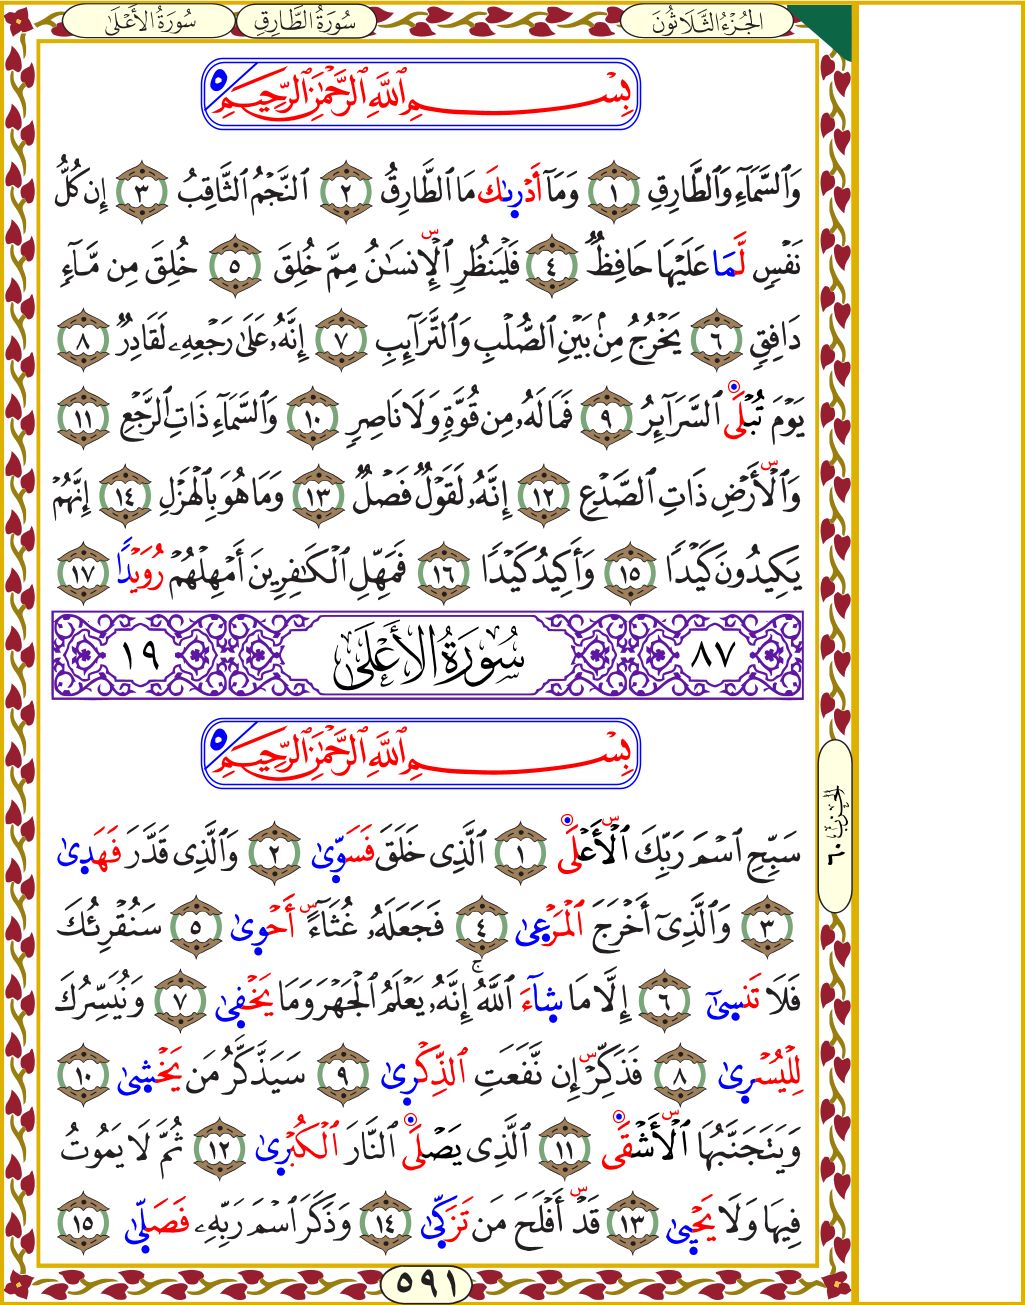 الجُزْءُ الثَّلَاثُونَ
سُورَةُ الطَّارِقِ
سُورَةُ الأَعْلَىٰ
بِسْمِ ٱللَّهِ ٱلرَّحْمَٰنِ ٱلرَّحِيمِ ٥
وَٱلسَّمَآءِ وَٱلطَّارِقِ ١ وَمَآ أَدْرٜىٰكَ مَا ٱلطَّارِقُ ٢ ٱلنَّجْمُ ٱلثَّاقِبُ ٣ إِن كُلُّ
نَفْسٍ لَّمَا عَلَيْهَا حَافِظٌ ٤ فَلْيَنظُرِ ٱلْإِنسَٰنُ مِمَّ خُلِقَ ٥ خُلِقَ مِن مَّآءٍ
دَافِقٍ ٦ يَخْرُجُ مِنۢ بَيْنِ ٱلصُّلْبِ وَٱلتَّرَآئِبِ ٧ إِنَّهُۥ عَلَىٰ رَجْعِهِۦ لَقَادِرٌ ٨
يَوْمَ تُبْلَى ٱلسَّرَآئِرُ ٩ فَمَا لَهُۥ مِن قُوَّةٍ وَلَا نَاصِرٍ ١٠ وَٱلسَّمَآءِ ذَاتِ ٱلرَّجْعِ ١١
وَٱلْأَرْضِ ذَاتِ ٱلصَّدْعِ ١٢ إِنَّهُۥ لَقَوْلٌ فَصْلٌ ١٣ وَمَا هُوَ بِٱلْهَزْلِ ١٤ إِنَّهُمْ
يَكِيدُونَ كَيْدًا ١٥ وَأَكِيدُ كَيْدًا ١٦ فَمَهِّلِ ٱلْكَٰفِرِينَ أَمْهِلْهُمْ رُوَيْدًا ١٧
٨٧ سُورَةُ الأَعْلَىٰ ١٩
بِسْمِ ٱللَّهِ ٱلرَّحْمَٰنِ ٱلرَّحِيمِ ٥
سَبِّحِ ٱسْمَ رَبِّكَ ٱلْأَعْلَى ١ ٱلَّذِى خَلَقَ فَسَوّٜىٰ ٢ وَٱلَّذِى قَدَّرَ فَهَدٜىٰ
٣ وَٱلَّذِىٓ أَخْرَجَ ٱلْمَرْعٜىٰ ٤ فَجَعَلَهُۥ غُثَآءً أَحْوٜىٰ ٥ سَنُقْرِئُكَ
فَلَا تَنسٜىٰٓ ٦ إِلَّا مَا شَآءَ ٱللَّهُ ۚ إِنَّهُۥ يَعْلَمُ ٱلْجَهْرَ وَمَا يَخْفٜىٰ ٧ وَنُيَسِّرُكَ
لِلْيُسْرٜىٰ ٨ فَذَكِّرْ إِن نَّفَعَتِ ٱلذِّكْرٜىٰ ٩ سَيَذَّكَّرُ مَن يَخْشٜىٰ ١٠
وَيَتَجَنَّبُهَا ٱلْأَشْقَى ١١ ٱلَّذِى يَصْلَى ٱلنَّارَ ٱلْكُبْرٜىٰ ١٢ ثُمَّ لَا يَمُوتُ
فِيهَا وَلَا يَحْيٜىٰ ١٣ قَدْ أَفْلَحَ مَن تَزَكّٜىٰ ١٤ وَذَكَرَ ٱسْمَ رَبِّهِۦ فَصَلّٜىٰ ١٥
الحِزب ٦٠
٥٩١